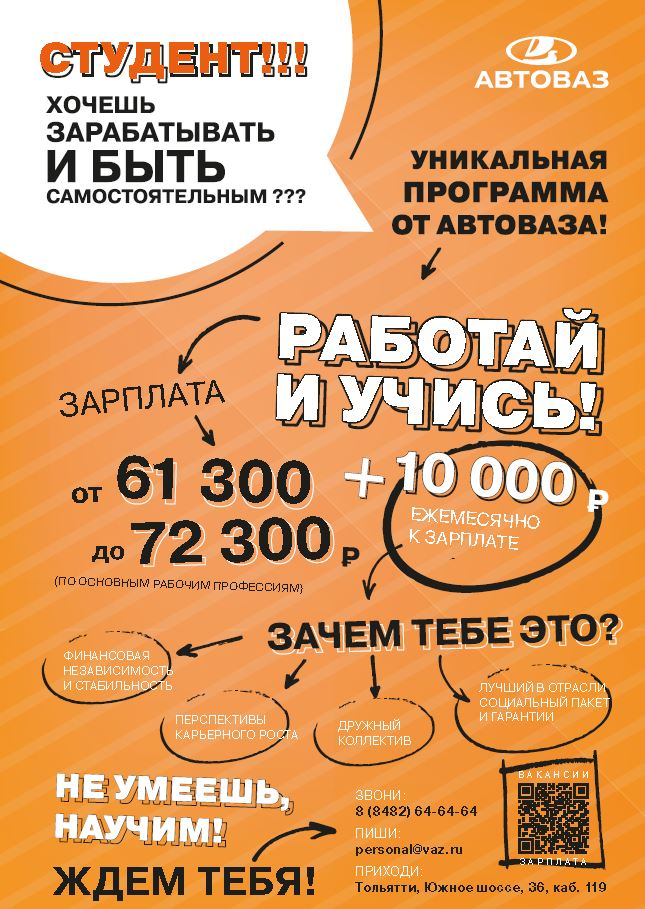 СТУДЕНТ!!!
ХОЧЕШЬ
ЗАРАБАТЫВАТЬ
И БЫТЬ
САМОСТОЯТЕЛЬНЫМ ???
АВТОВАЗ
УНИКАЛЬНАЯ
ПРОГРАММА
ОТ АВТОВАЗА!
РАБОТАЙ
И УЧИСЬ!
ЗАРПЛАТА
от 61 300
до 72 300 ₽
(ПО ОСНОВНЫМ РАБОЧИМ ПРОФЕССИЯМ)
+10 000 ₽
ЕЖЕМЕСЯЧНО
К ЗАРПЛАТЕ
ЗАЧЕМ ТЕБЕ ЭТО?
ФИНАНСОВАЯ
НЕЗАВИСИМОСТЬ
И СТАБИЛЬНОСТЬ
ПЕРСПЕКТИВЫ
КАРЬЕРНОГО РОСТА
ДРУЖНЫЙ
КОЛЛЕКТИВ
ЛУЧШИЙ В ОТРАСЛИ
СОЦИАЛЬНЫЙ ПАКЕТ
И ГАРАНТИИ
НЕ УМЕЕШЬ,
НАУЧИМ!
ЖДЕМ ТЕБЯ!
ЗВОНИ:
8 (8482) 64-64-64
ПИШИ:
personal@vaz.ru
ПРИХОДИ:
Тольятти, Южное шоссе, 36, каб. 119
ВАКАНСИИ
ЗАРПЛАТА